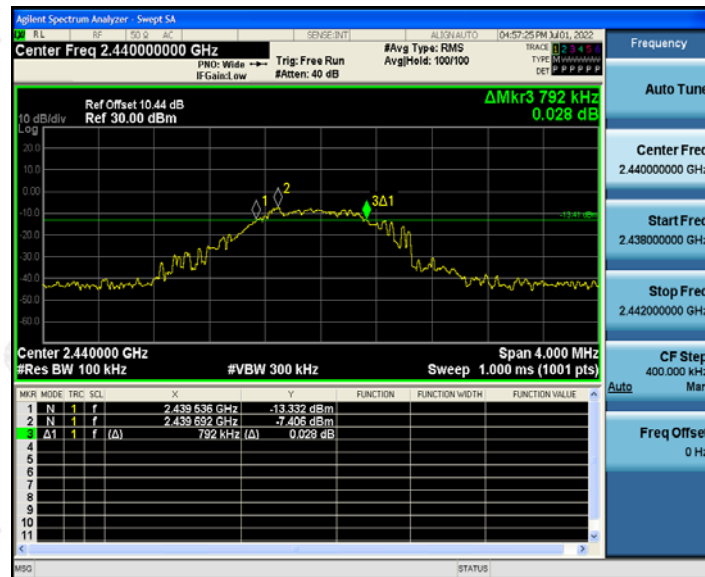 Agilent Spectrum Analyzer - Swept SA
RL RF 50 Ω AC SENSE:INT ALIGNAUTO 04:57:25 PM Jul 01, 2022
Center Freq 2.440000000 GHz
PNO: Wide
IFGain:Low
Trig: Free Run
#Atten: 40 dB
#Avg Type: RMS
Avg|Hold: 100/100
TRACE 1 2 3 4 5 6
TYPE M WWWWW
DET P P P P P P
ΔMkr3 792 kHz
0.028 dB
Ref Offset 10.44 dB
10 dB/div Ref 30.00 dBm
Log
20.0
10.0
0.00
-10.0
-20.0
-30.0
-40.0
-50.0
-60.0
1
2
3Δ1
-13.41 dBm
Center 2.440000 GHz Span 4.000 MHz
#Res BW 100 kHz #VBW 300 kHz Sweep 1.000 ms (1001 pts)
MKR MODE TRC SCL X Y FUNCTION FUNCTION WIDTH FUNCTION VALUE
1 N 1 f 2.439 536 GHz -13.332 dBm
2 N 1 f 2.439 692 GHz -7.406 dBm
3 Δ1 1 f (Δ) 792 kHz (Δ) 0.028 dB
4
5
6
7
8
9
10
11
MSG STATUS
Frequency
Auto Tune
Center Freq
2.440000000 GHz
Start Freq
2.438000000 GHz
Stop Freq
2.442000000 GHz
CF Step
400.000 kHz
Auto Man
Freq Offset
0 Hz